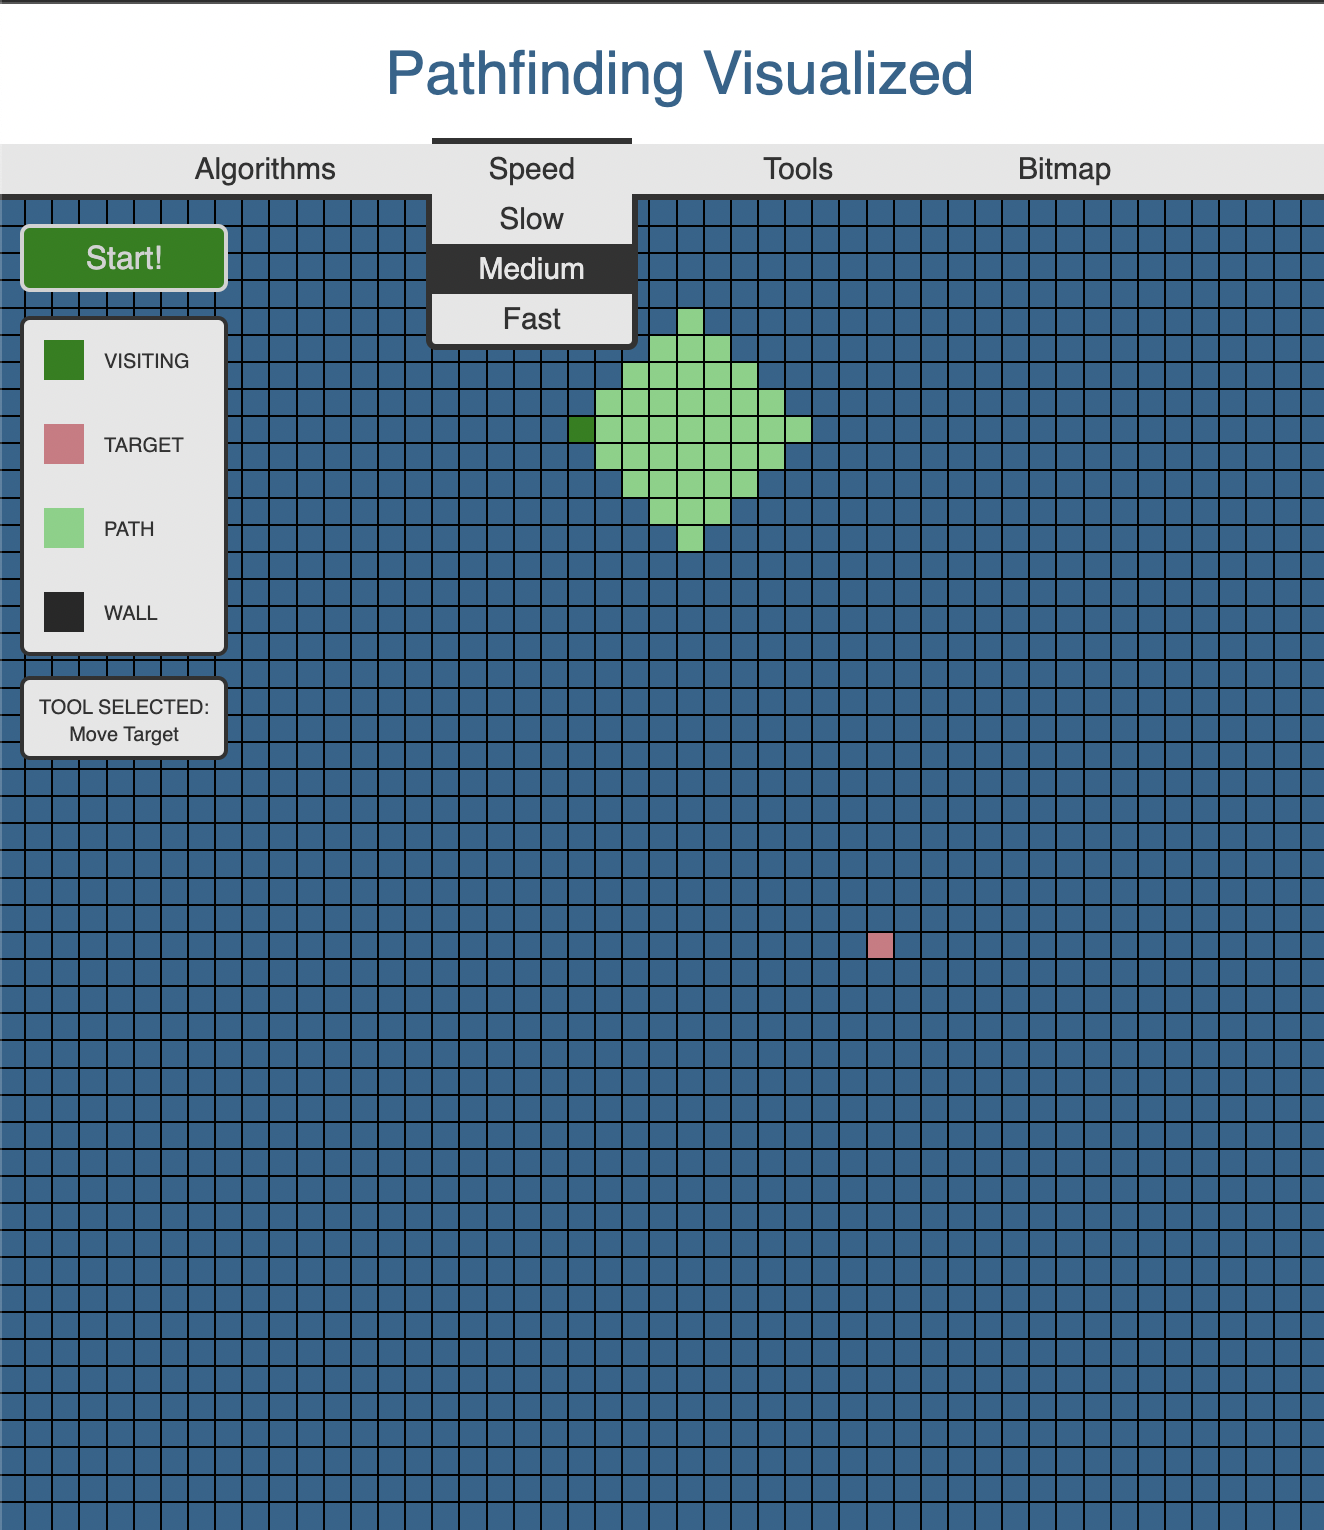 Pathfinding Visualized
Algorithms
Speed
Tools
Bitmap
Slow
Medium
Fast
Start!
VISITING
TARGET
PATH
WALL
TOOL SELECTED:
Move Target